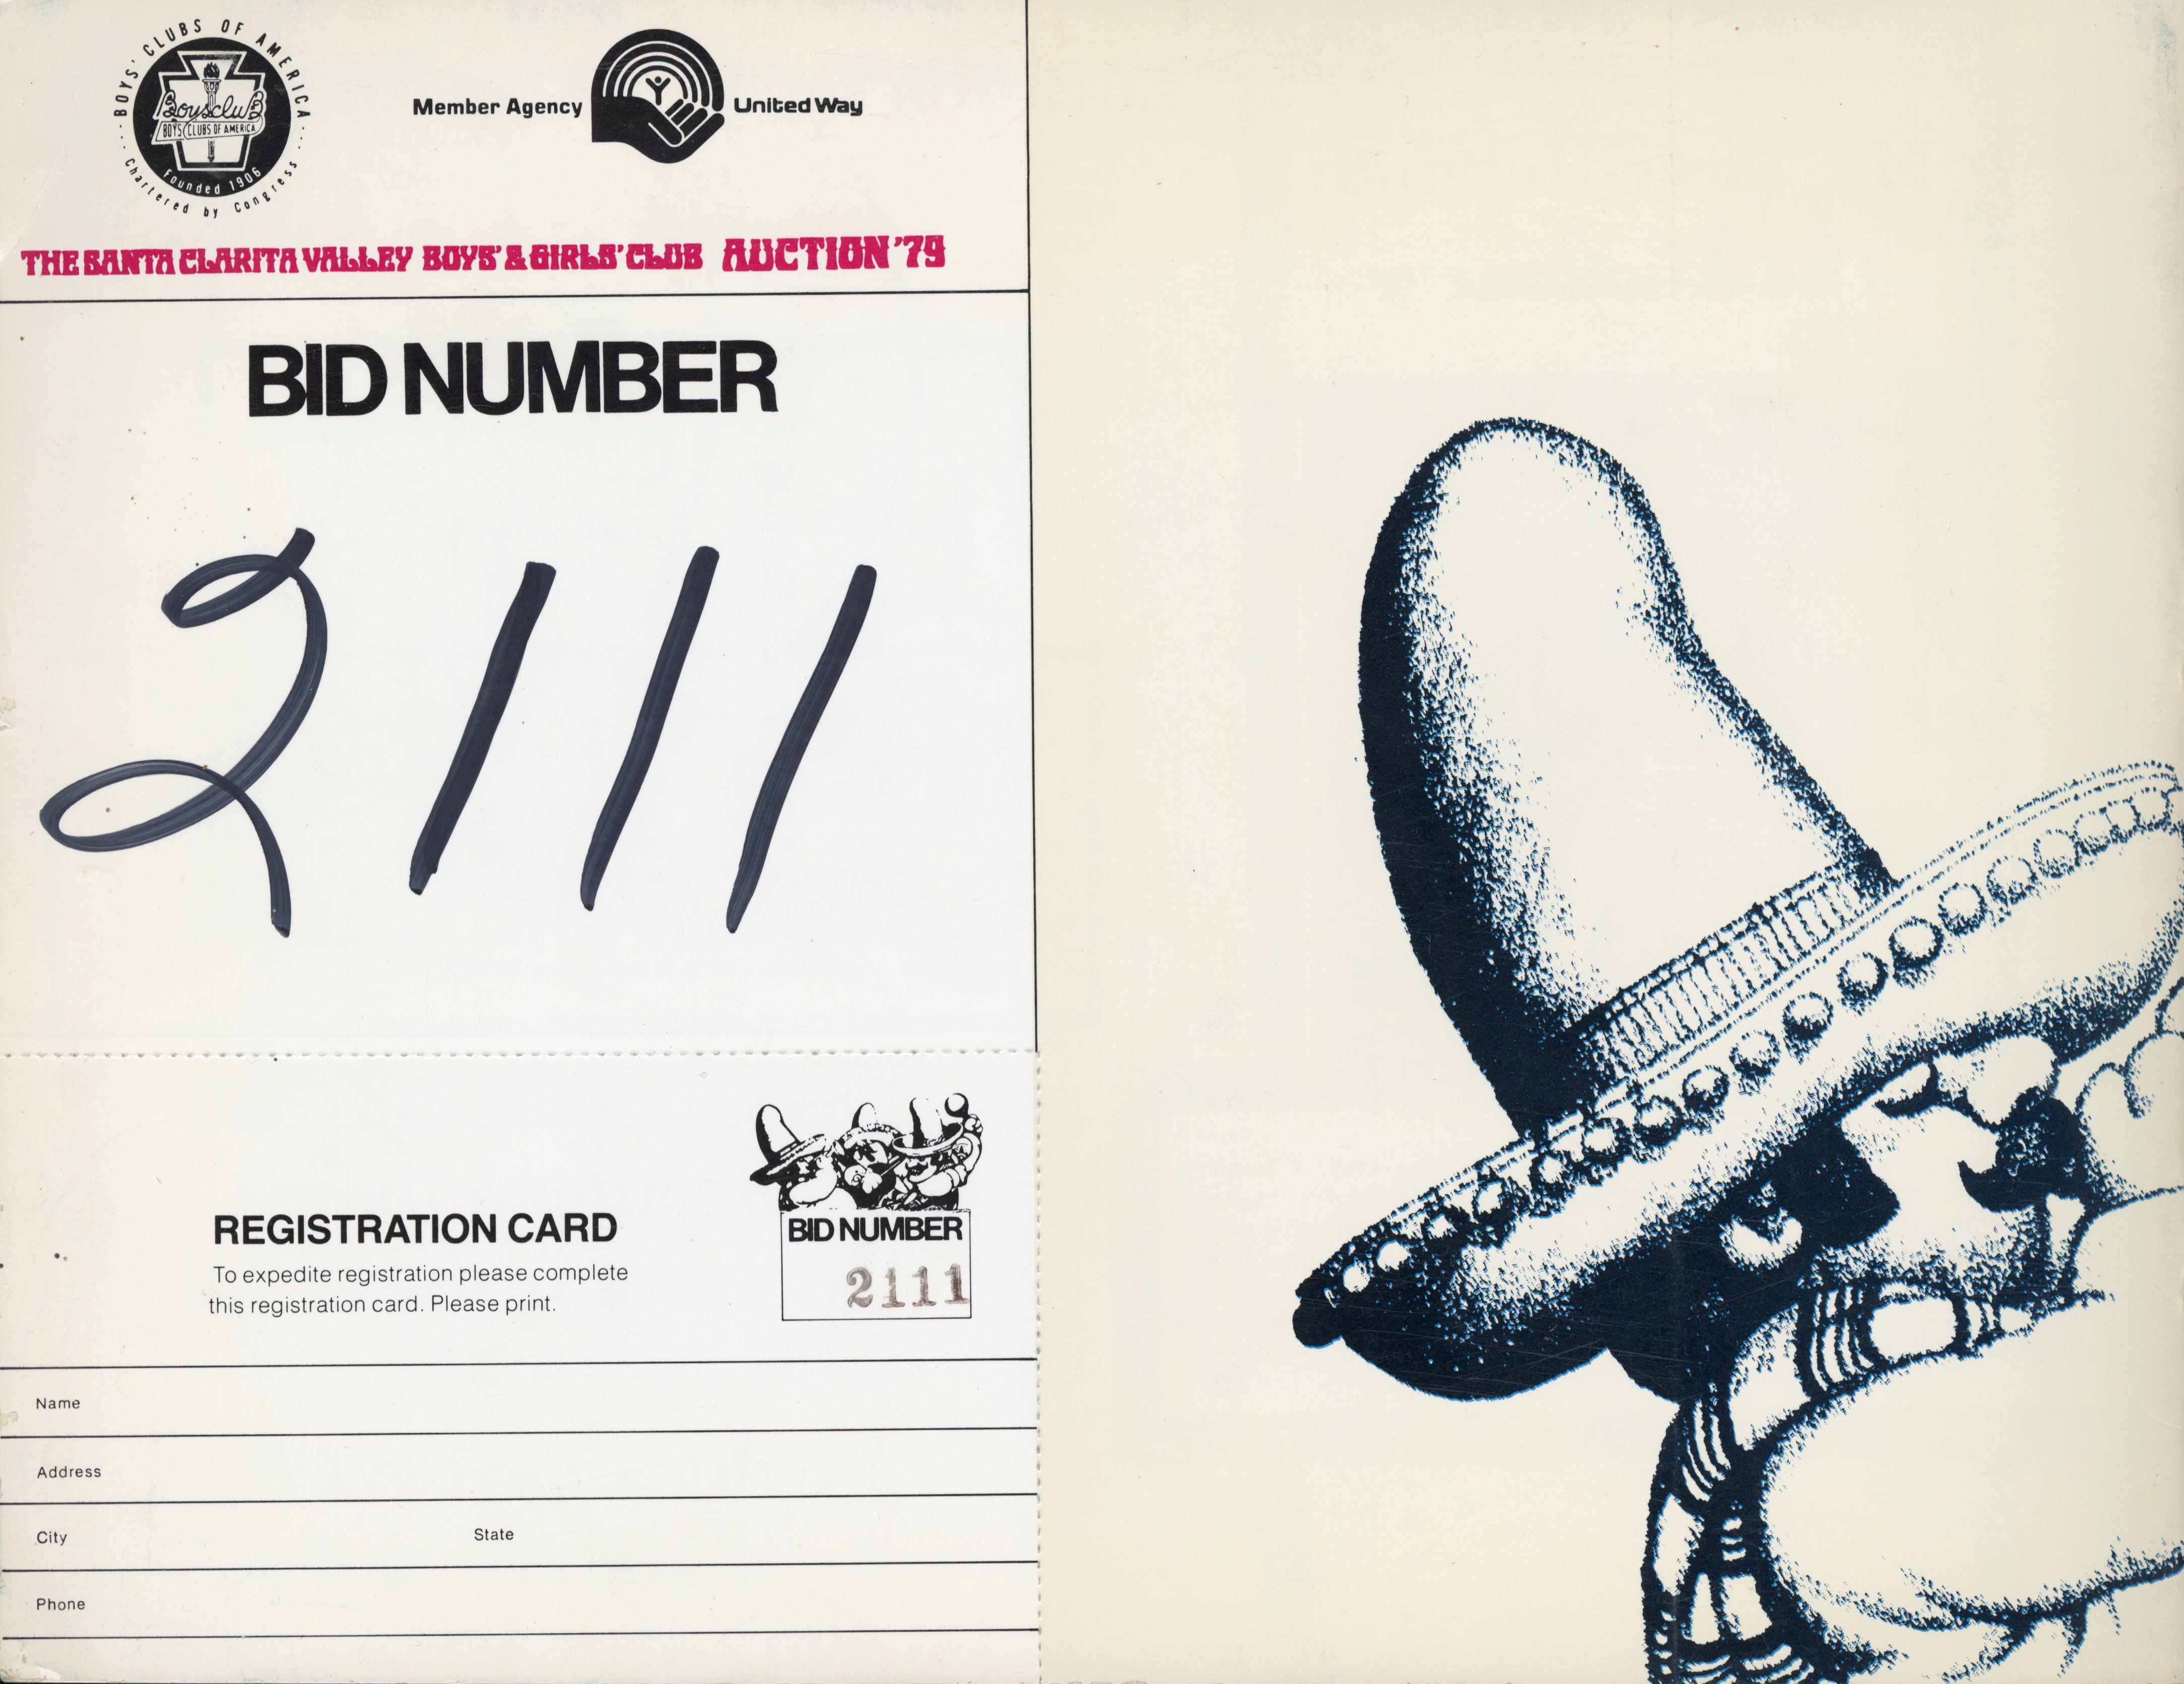 BOYS' CLUBS OF AMERICA
Boysclub
BOYS CLUBS OF AMERICA
Founded 1906
Chartered by Congress
Member Agency United Way
THE SANTA CLARITA VALLEY BOYS' & GIRLS' CLUB AUCTION '79
BID NUMBER
2111
REGISTRATION CARD
To expedite registration please complete
this registration card. Please print.
BID NUMBER
2111
Name
Address
City State
Phone